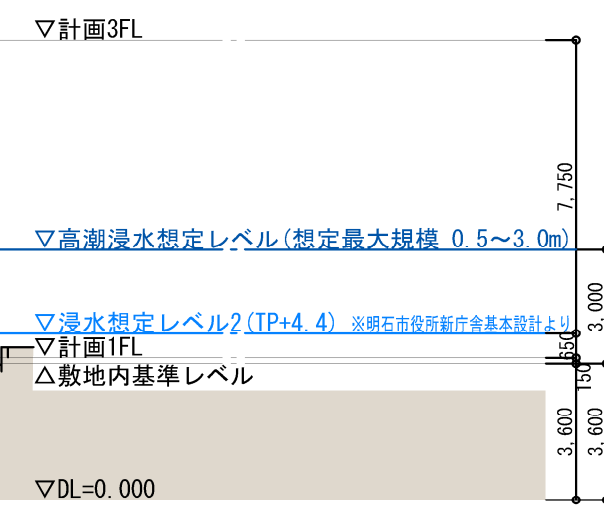 ▽計画3FL
7,750
▽高潮浸水想定レベル(想定最大規模 0.5～3.0m)
3,000
▽浸水想定レベル2(TP+4.4) ※明石市役所新庁舎基本設計より
650
▽計画1FL
150
△敷地内基準レベル
3,600
3,600
▽DL=0.000